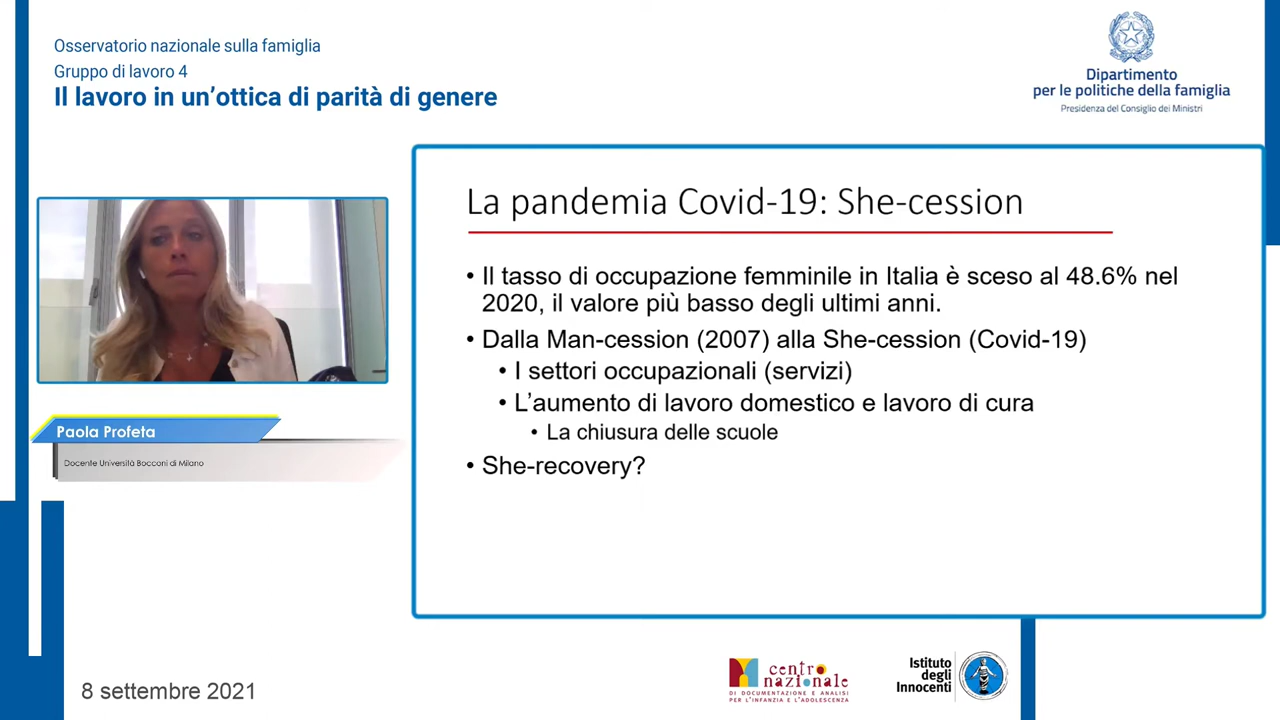 Osservatorio nazionale sulla famiglia
Gruppo di lavoro 4
Il lavoro in un'ottica di parità di genere
Dipartimento
per le politiche della famiglia
Presidenza del Consiglio dei Ministri
La pandemia Covid-19: She-cession
• Il tasso di occupazione femminile in Italia è sceso al 48.6% nel
2020, il valore più basso degli ultimi anni.
• Dalla Man-cession (2007) alla She-cession (Covid-19)
• I settori occupazionali (servizi)
• L'aumento di lavoro domestico e lavoro di cura
• La chiusura delle scuole
• She-recovery?
Paola Profeta
Docente Università Bocconi di Milano
8 settembre 2021
centro
nazionale
DI DOCUMENTAZIONE E ANALISI
PER L'INFANZIA E L'ADOLESCENZA
Istituto
degli
Innocenti